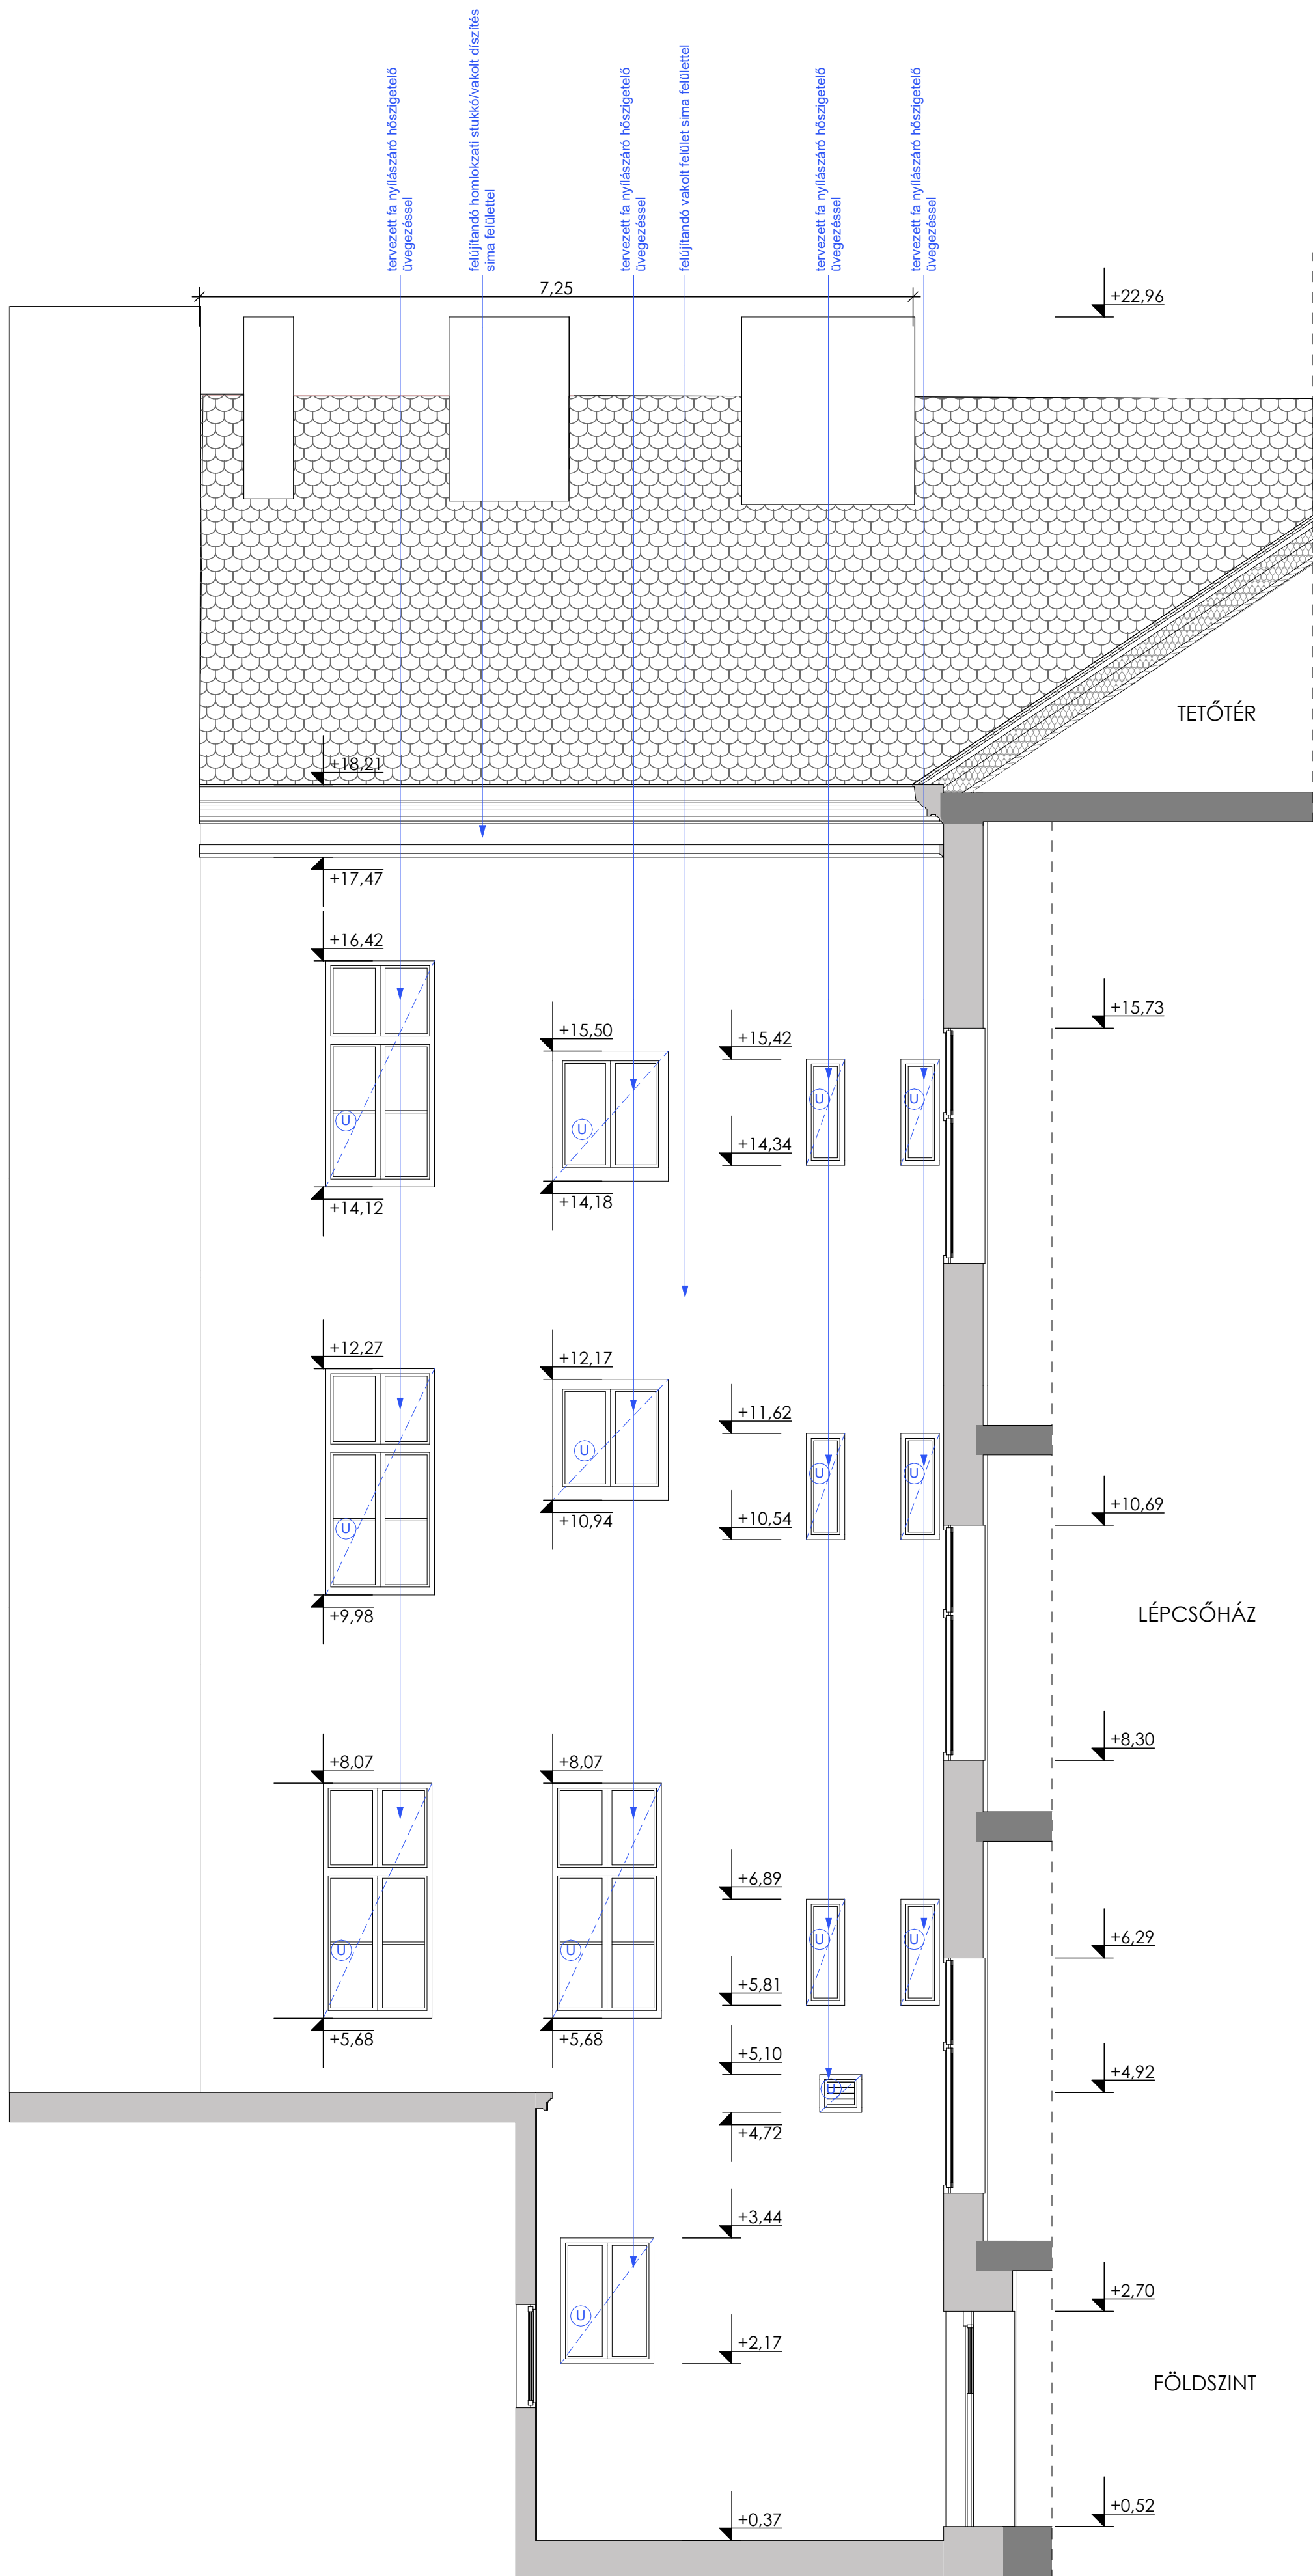 tervezett fa nyílászáró hőszigetelő
üvegezéssel
felújítandó homlokzati stukkó/vakolt díszítés
sima felülettel
tervezett fa nyílászáró hőszigetelő
üvegezéssel
felújítandó vakolt felület sima felülettel
tervezett fa nyílászáró hőszigetelő
üvegezéssel
tervezett fa nyílászáró hőszigetelő
üvegezéssel
7,25
+22,96
TETŐTÉR
+18,21
+17,47
+16,42
+15,73
+15,50
+15,42
U
U
U
U
+14,34
+14,12
+14,18
+12,27
+12,17
+11,62
U
U
U
U
+10,69
+10,54
+10,94
+9,98
LÉPCSŐHÁZ
+8,30
+8,07
+8,07
+6,89
U
U
U
U
+6,29
+5,81
+5,68
+5,68
+5,10
+4,92
U
+4,72
+3,44
U
+2,70
+2,17
FÖLDSZINT
+0,52
+0,37